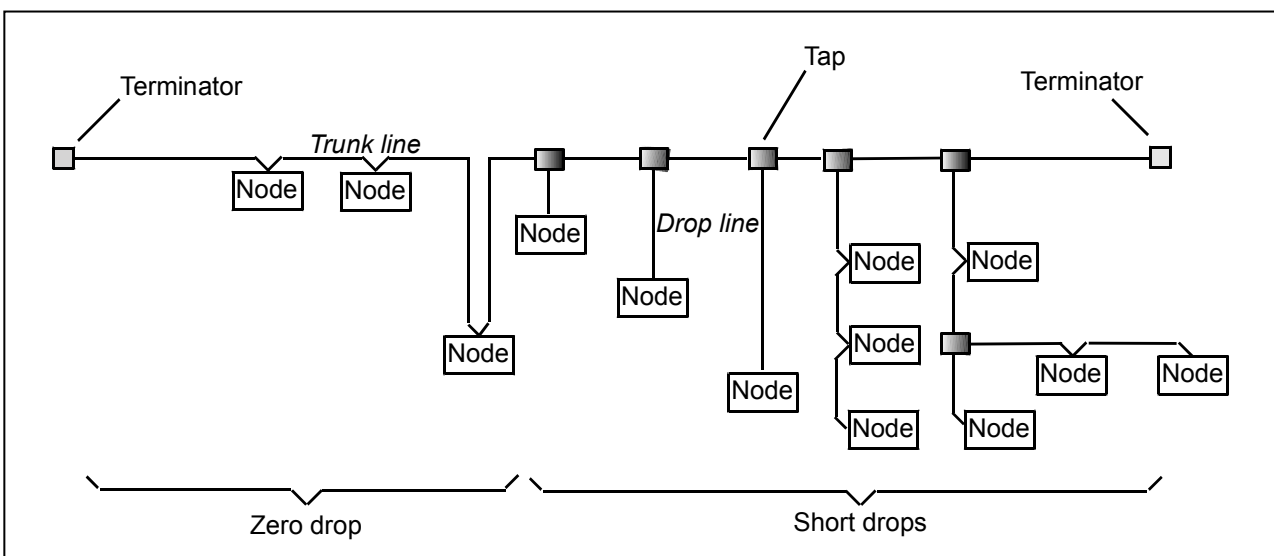 Tap
Terminator
Terminator
Trunk line
Node
Node
Node
Drop line
Node
Node
Node
Node
Node
Node
Node
Node
Node
Node
Node
Zero drop
Short drops